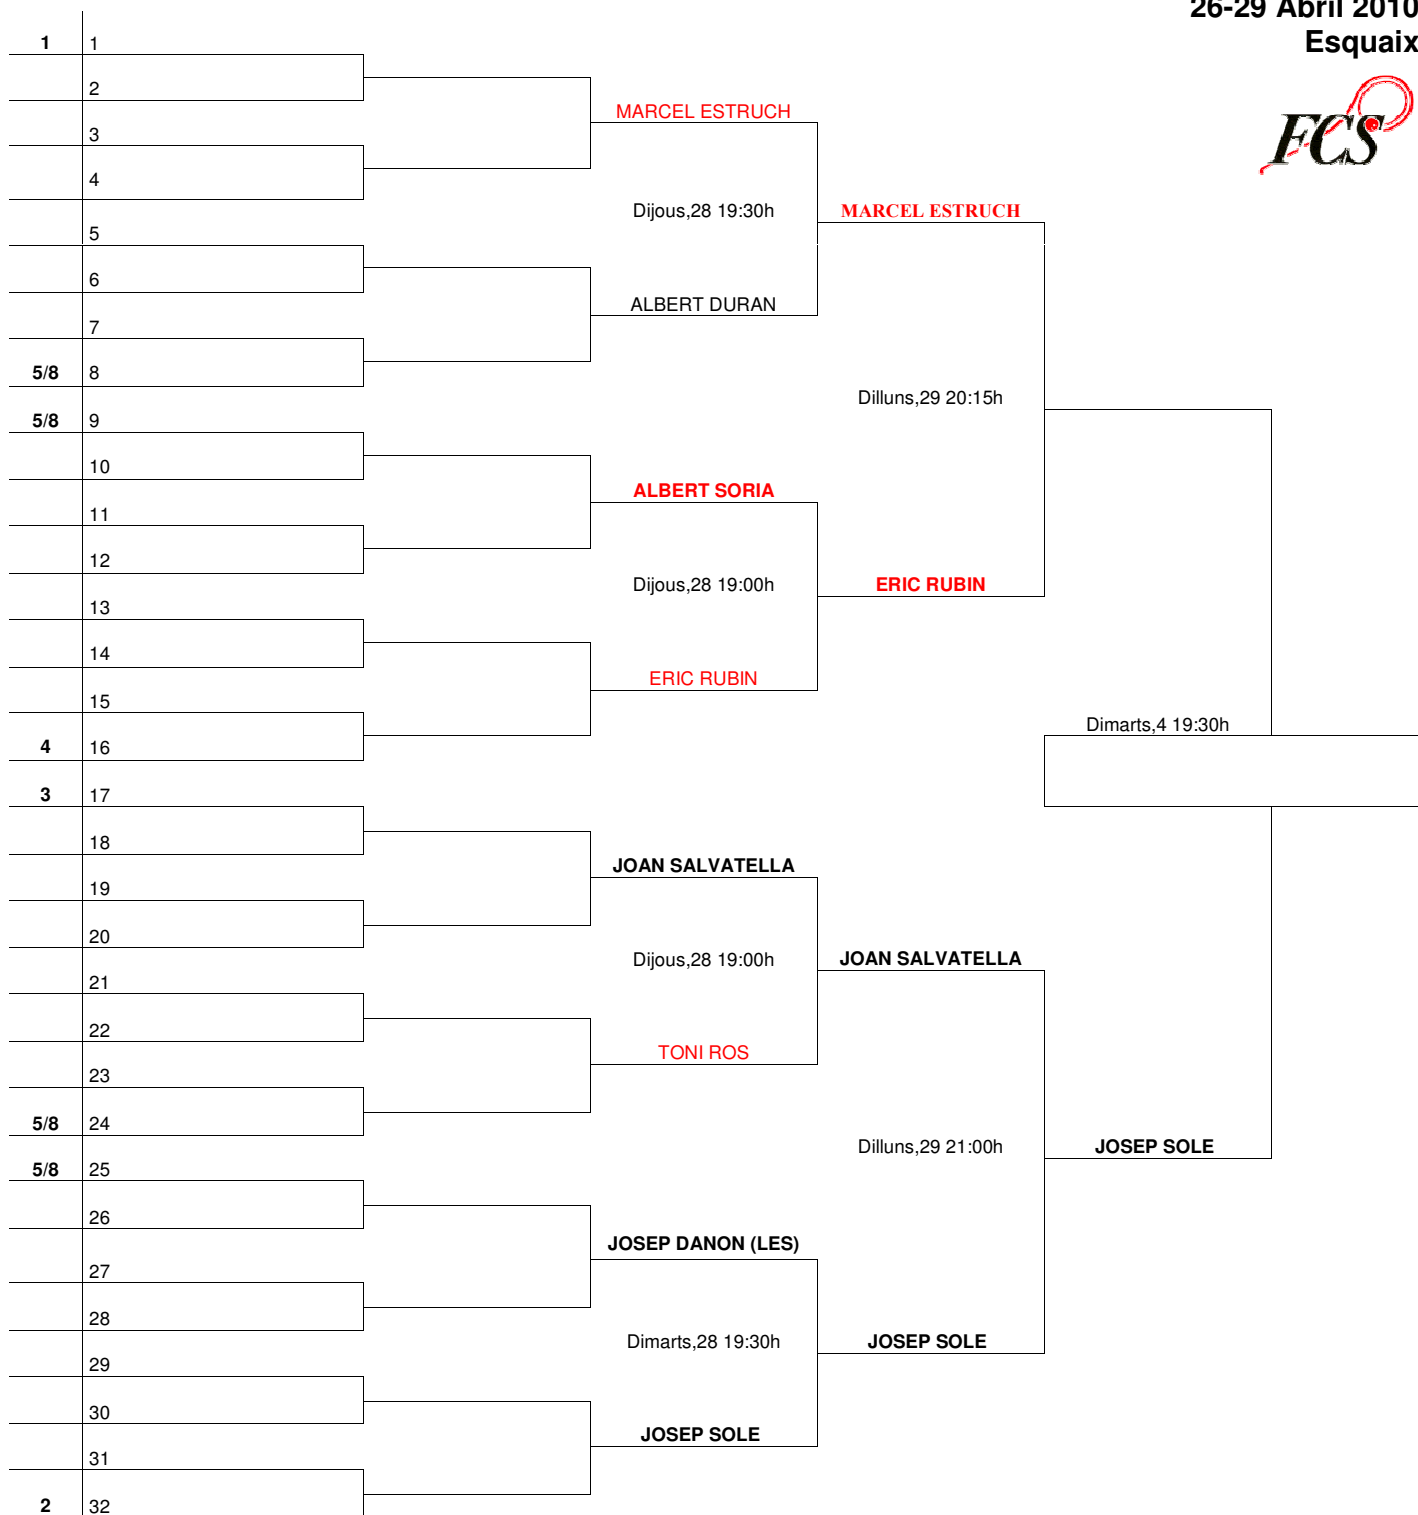 26-29 Abril 2010
Esquaix
FCS
1 1
2
MARCEL ESTRUCH
3
4
Dijous,28 19:30h MARCEL ESTRUCH
5
6
ALBERT DURAN
7
5/8 8
Dilluns,29 20:15h
5/8 9
10
ALBERT SORIA
11
12
Dijous,28 19:00h ERIC RUBIN
13
14
ERIC RUBIN
15
Dimarts,4 19:30h
4 16
3 17
18
JOAN SALVATELLA
19
20
Dijous,28 19:00h JOAN SALVATELLA
21
22
TONI ROS
23
5/8 24
Dilluns,29 21:00h JOSEP SOLE
5/8 25
26
JOSEP DANON (LES)
27
28
Dimarts,28 19:30h JOSEP SOLE
29
30
JOSEP SOLE
31
2 32